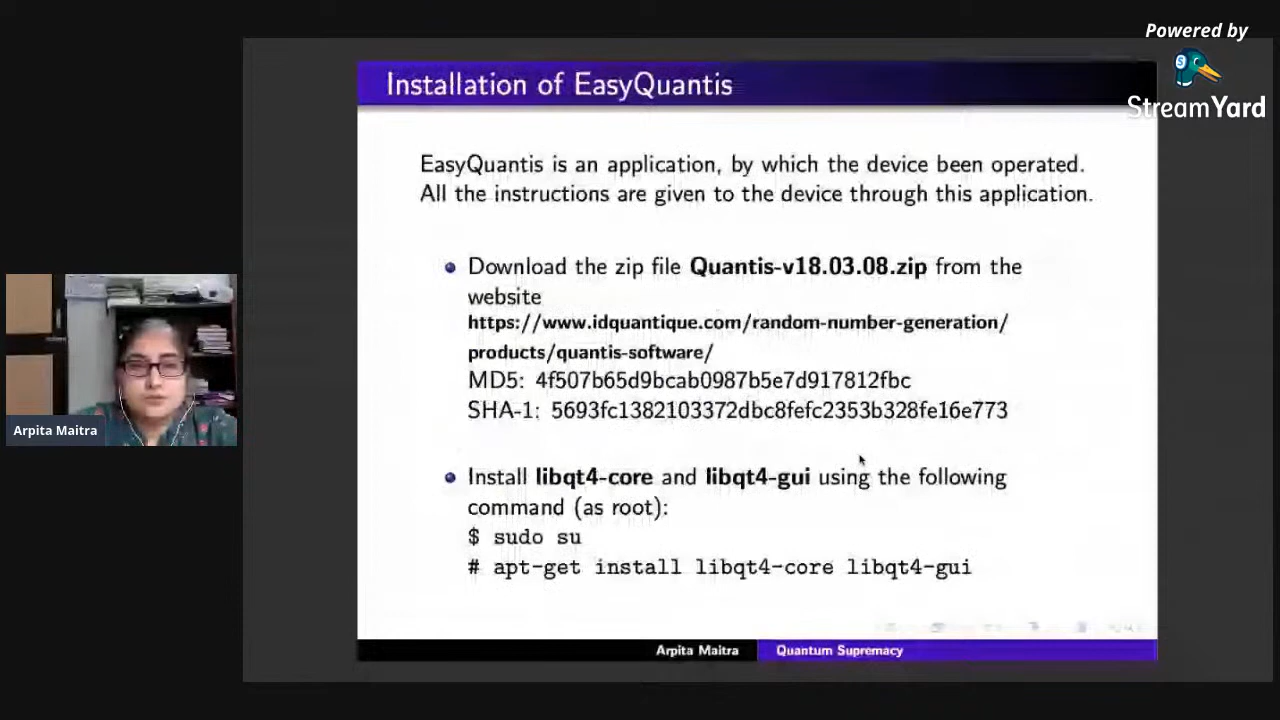 Powered by
StreamYard
Installation of EasyQuantis
EasyQuantis is an application, by which the device been operated.
All the instructions are given to the device through this application.
Download the zip file Quantis-v18.03.08.zip from the
website
https://www.idquantique.com/random-number-generation/
products/quantis-software/
MD5: 4f507b65d9bcab0987b5e7d917812fbc
SHA-1: 5693fc1382103372dbc8fefc2353b328fe16e773
Install libqt4-core and libqt4-gui using the following
command (as root):
$ sudo su
# apt-get install libqt4-core libqt4-gui
Arpita Maitra
Arpita Maitra
Quantum Supremacy